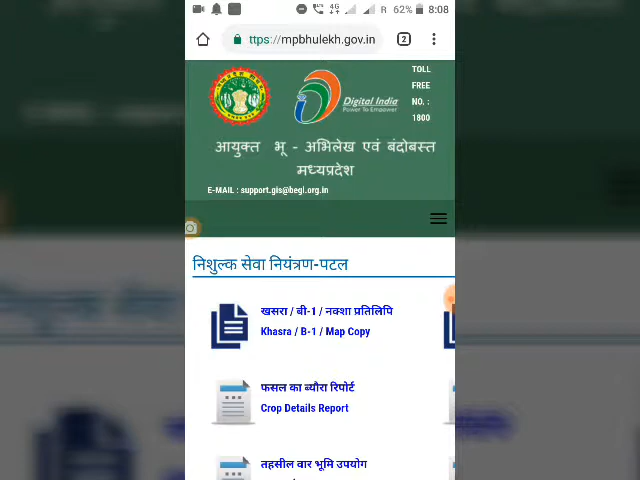 4G R 62% 8:08
ttps://mpbhulekh.gov.in 2
TOLL
FREE
NO. :
1800
Digital India
Power To Empower
आयुक्त भू - अभिलेख एवं बंदोबस्त
मध्यप्रदेश
E-MAIL : support.gis@begl.org.in
निशुल्क सेवा नियंत्रण-पटल
खसरा / बी-1 / नक्शा प्रतिलिपि
Khasra / B-1 / Map Copy
फसल का ब्यौरा रिपोर्ट
Crop Details Report
तहसील वार भूमि उपयोग